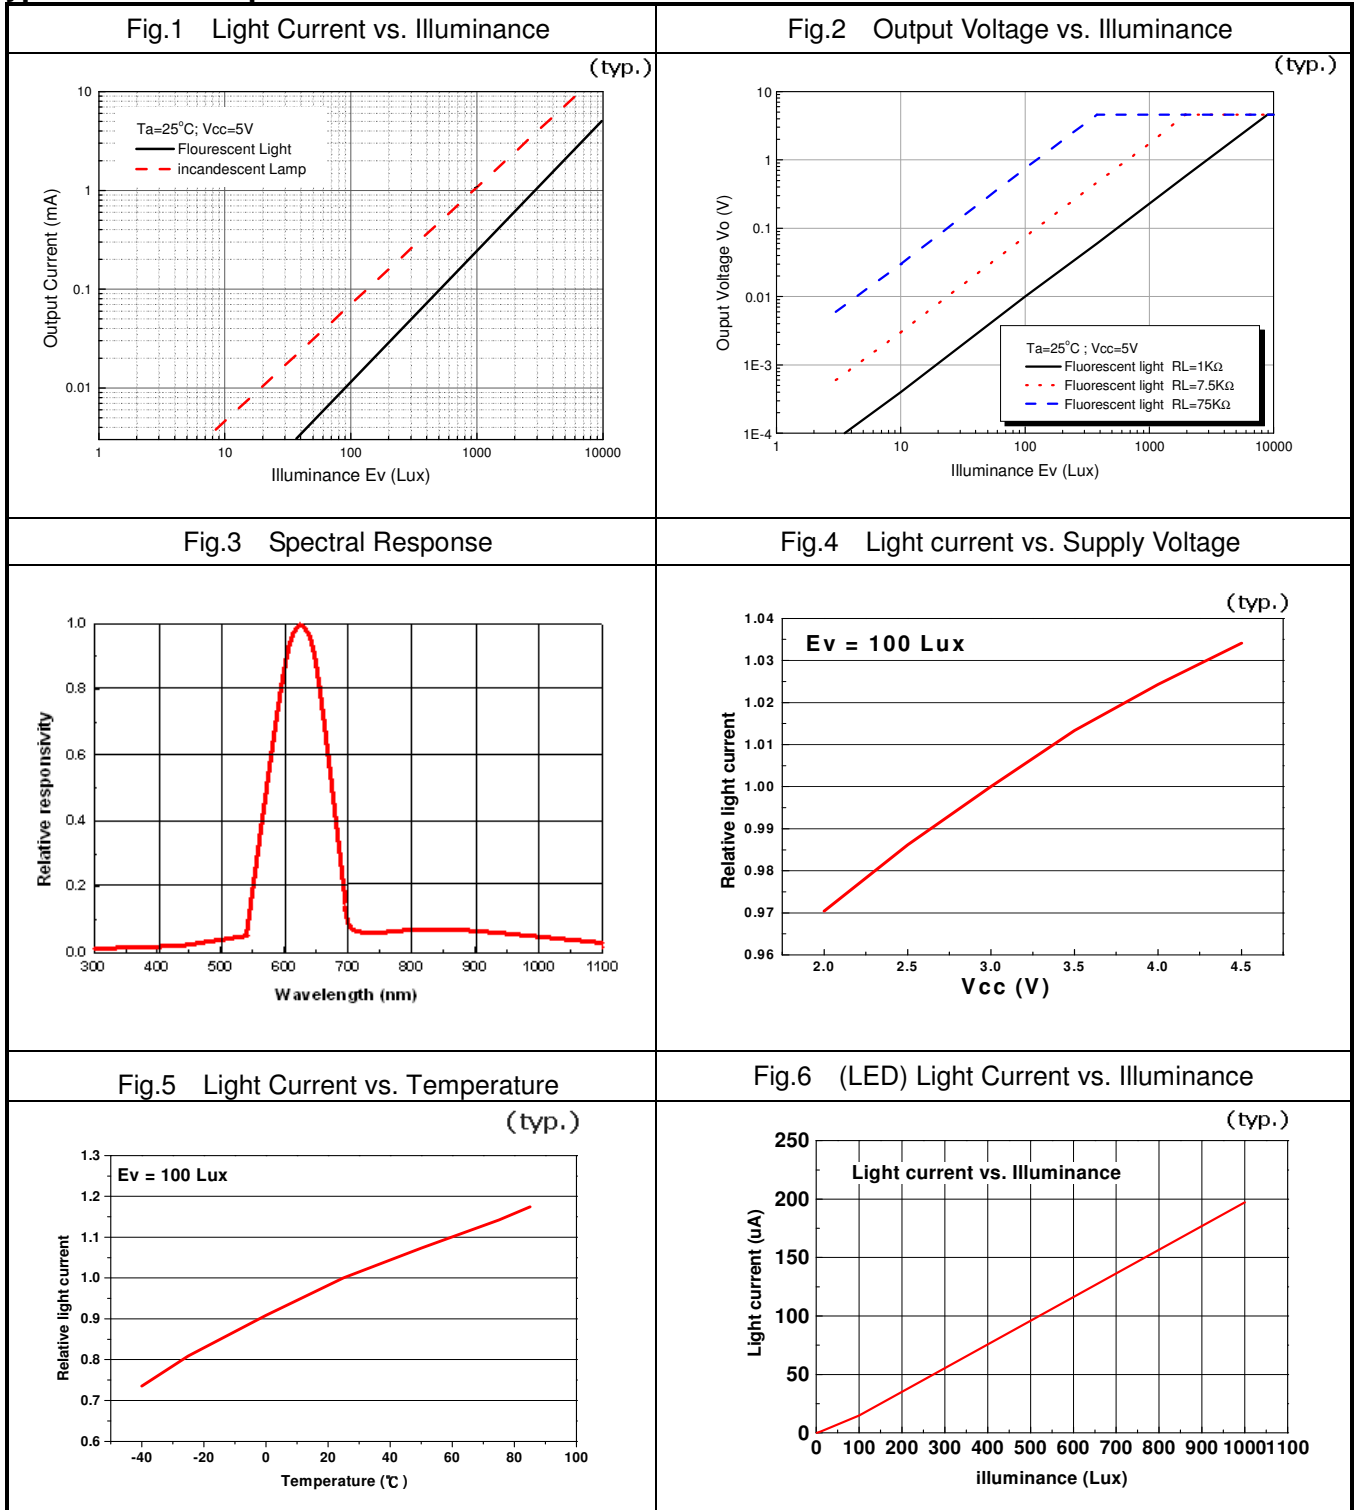 Fig.1 Light Current vs. Illuminance
(typ.)
10
1
0.1
0.01
Output Current (mA)
Ta=25°C; Vcc=5V
Flourescent Light
incandescent Lamp
1 10 100 1000 10000
Illuminance Ev (Lux)
Fig.2 Output Voltage vs. Illuminance
(typ.)
10
1
0.1
0.01
1E-3
1E-4
Ouput Voltage Vo (V)
Ta=25°C ; Vcc=5V
Fluorescent light RL=1KΩ
Fluorescent light RL=7.5KΩ
Fluorescent light RL=75KΩ
1 10 100 1000 10000
Illuminance Ev (Lux)
Fig.3 Spectral Response
1.0
0.8
0.6
0.4
0.2
0.0
Relative responsivity
300 400 500 600 700 800 900 1000 1100
Wavelength (nm)
Fig.4 Light current vs. Supply Voltage
(typ.)
Ev = 100 Lux
1.04
1.03
1.02
1.01
1.00
0.99
0.98
0.97
0.96
Relative light current
2.0 2.5 3.0 3.5 4.0 4.5
Vcc (V)
Fig.5 Light Current vs. Temperature
(typ.)
Ev = 100 Lux
1.3
1.2
1.1
1.0
0.9
0.8
0.7
0.6
Relative light current
-40 -20 0 20 40 60 80 100
Temperature (℃)
Fig.6 (LED) Light Current vs. Illuminance
(typ.)
Light current vs. Illuminance
250
200
150
100
50
0
Light current (uA)
0 100 200 300 400 500 600 700 800 900 1000 1100
illuminance (Lux)